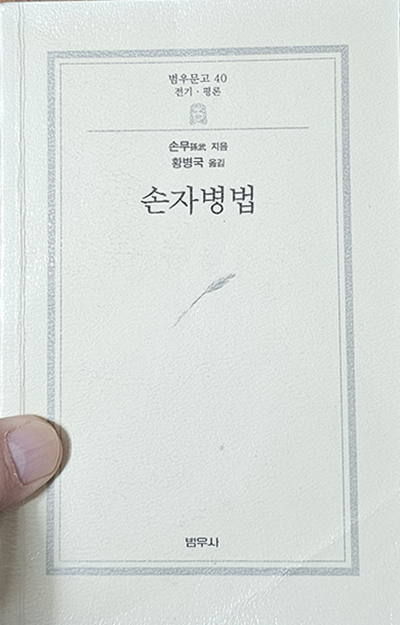 범우문고 40
전기·평론
손무孫武 지음
황병국 옮김
손자병법
범우사